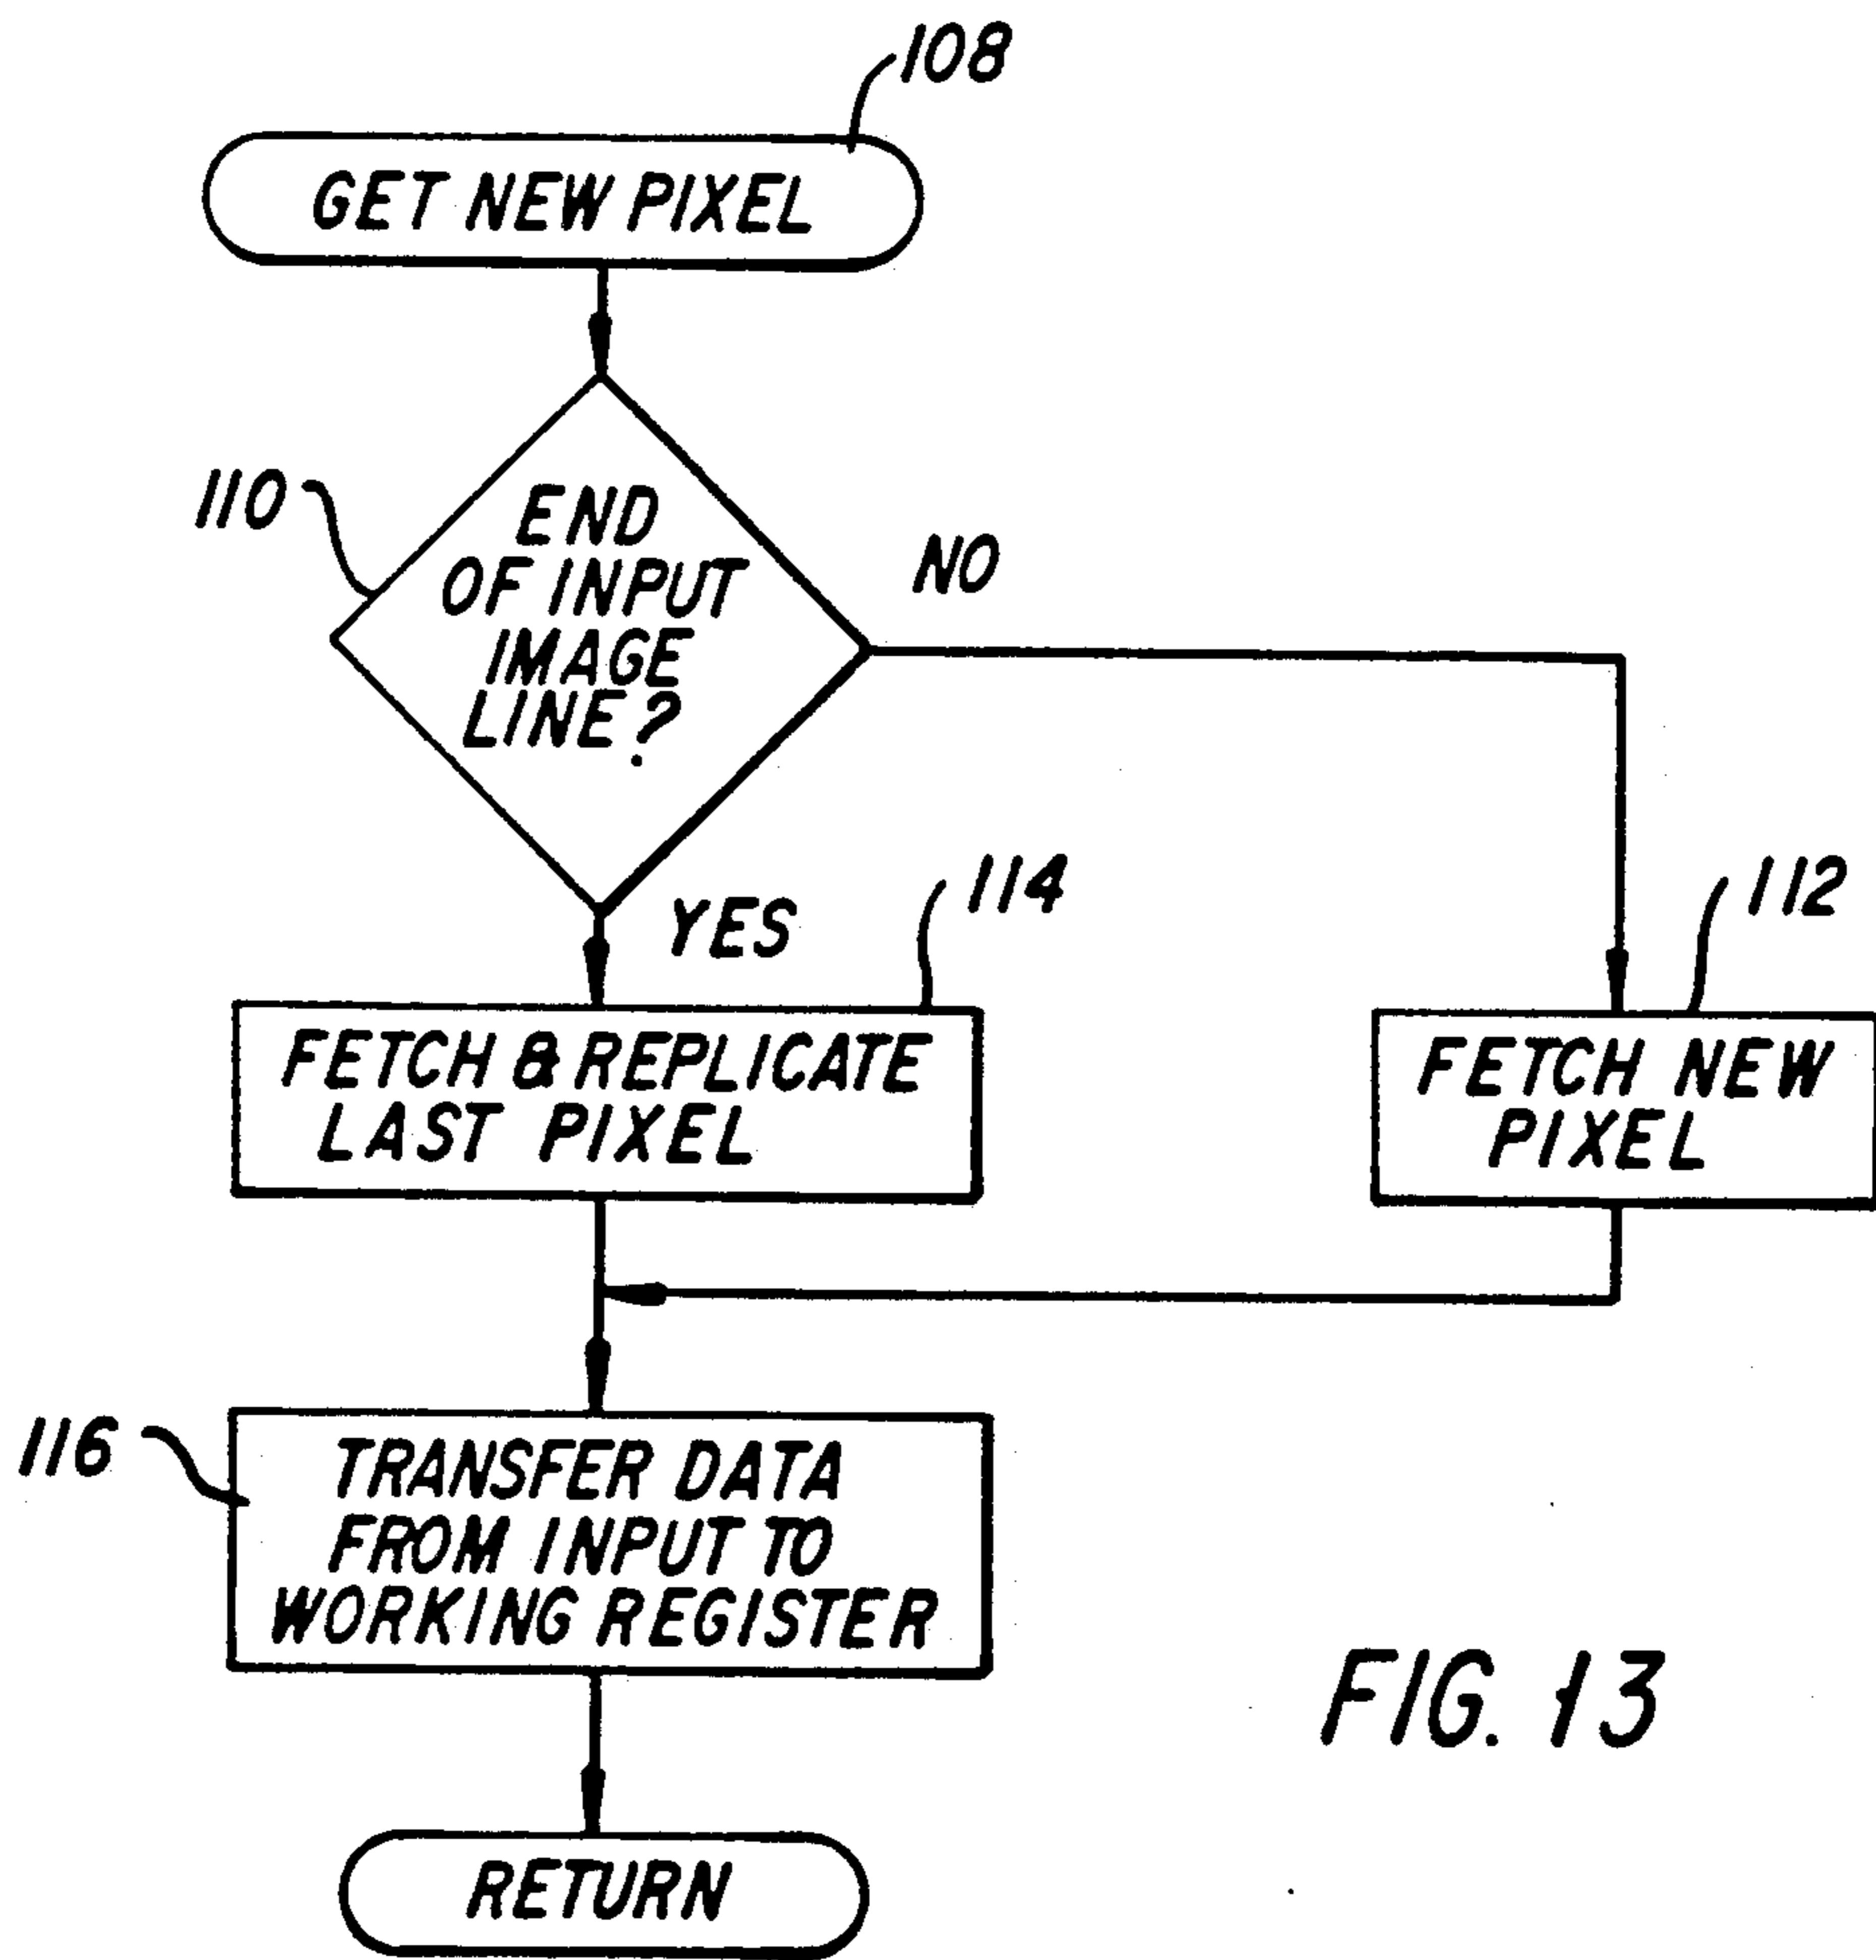 108
GET NEW PIXEL
110
END
OF INPUT
IMAGE
LINE?
NO
YES
114
112
FETCH & REPLICATE
LAST PIXEL
FETCH NEW
PIXEL
116
TRANSFER DATA
FROM INPUT TO
WORKING REGISTER
FIG. 13
RETURN